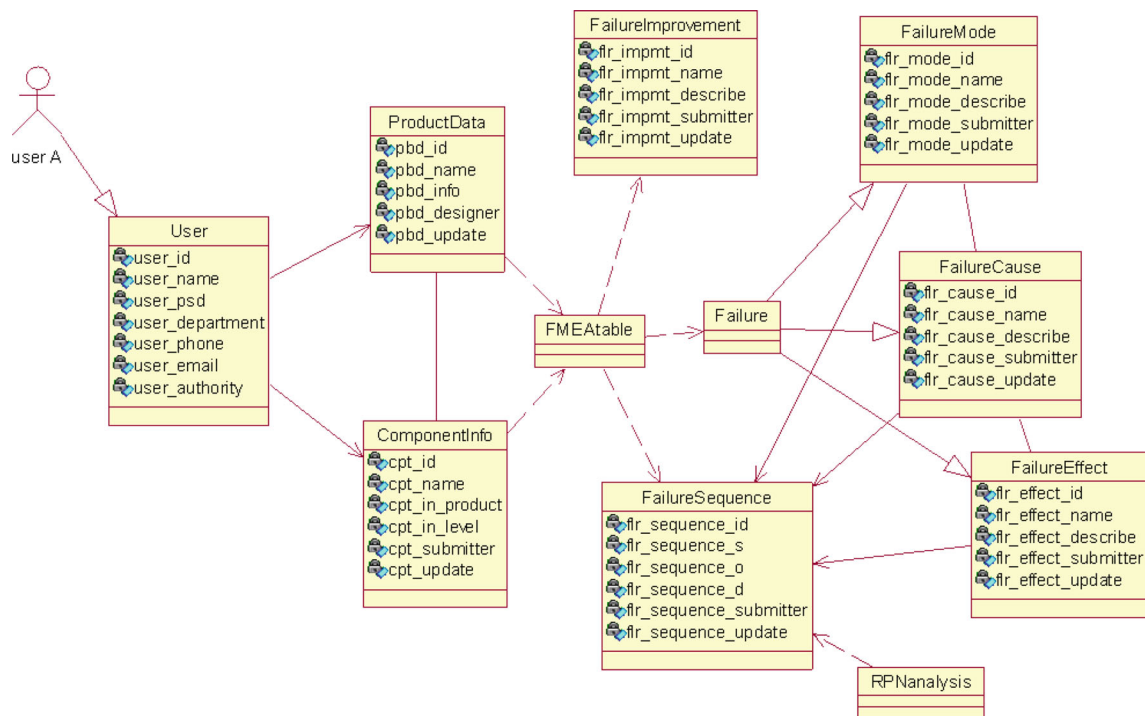 user A
User
user_id
user_name
user_psd
user_department
user_phone
user_email
user_authority
ProductData
pbd_id
pbd_name
pbd_info
pbd_designer
pbd_update
ComponentInfo
cpt_id
cpt_name
cpt_in_product
cpt_in_level
cpt_submitter
cpt_update
FMEAtable
FailureImprovement
flr_impmt_id
flr_impmt_name
flr_impmt_describe
flr_impmt_submitter
flr_impmt_update
Failure
FailureSequence
flr_sequence_id
flr_sequence_s
flr_sequence_o
flr_sequence_d
flr_sequence_submitter
flr_sequence_update
FailureMode
flr_mode_id
flr_mode_name
flr_mode_describe
flr_mode_submitter
flr_mode_update
FailureCause
flr_cause_id
flr_cause_name
flr_cause_describe
flr_cause_submitter
flr_cause_update
FailureEffect
flr_effect_id
flr_effect_name
flr_effect_describe
flr_effect_submitter
flr_effect_update
RPNanalysis